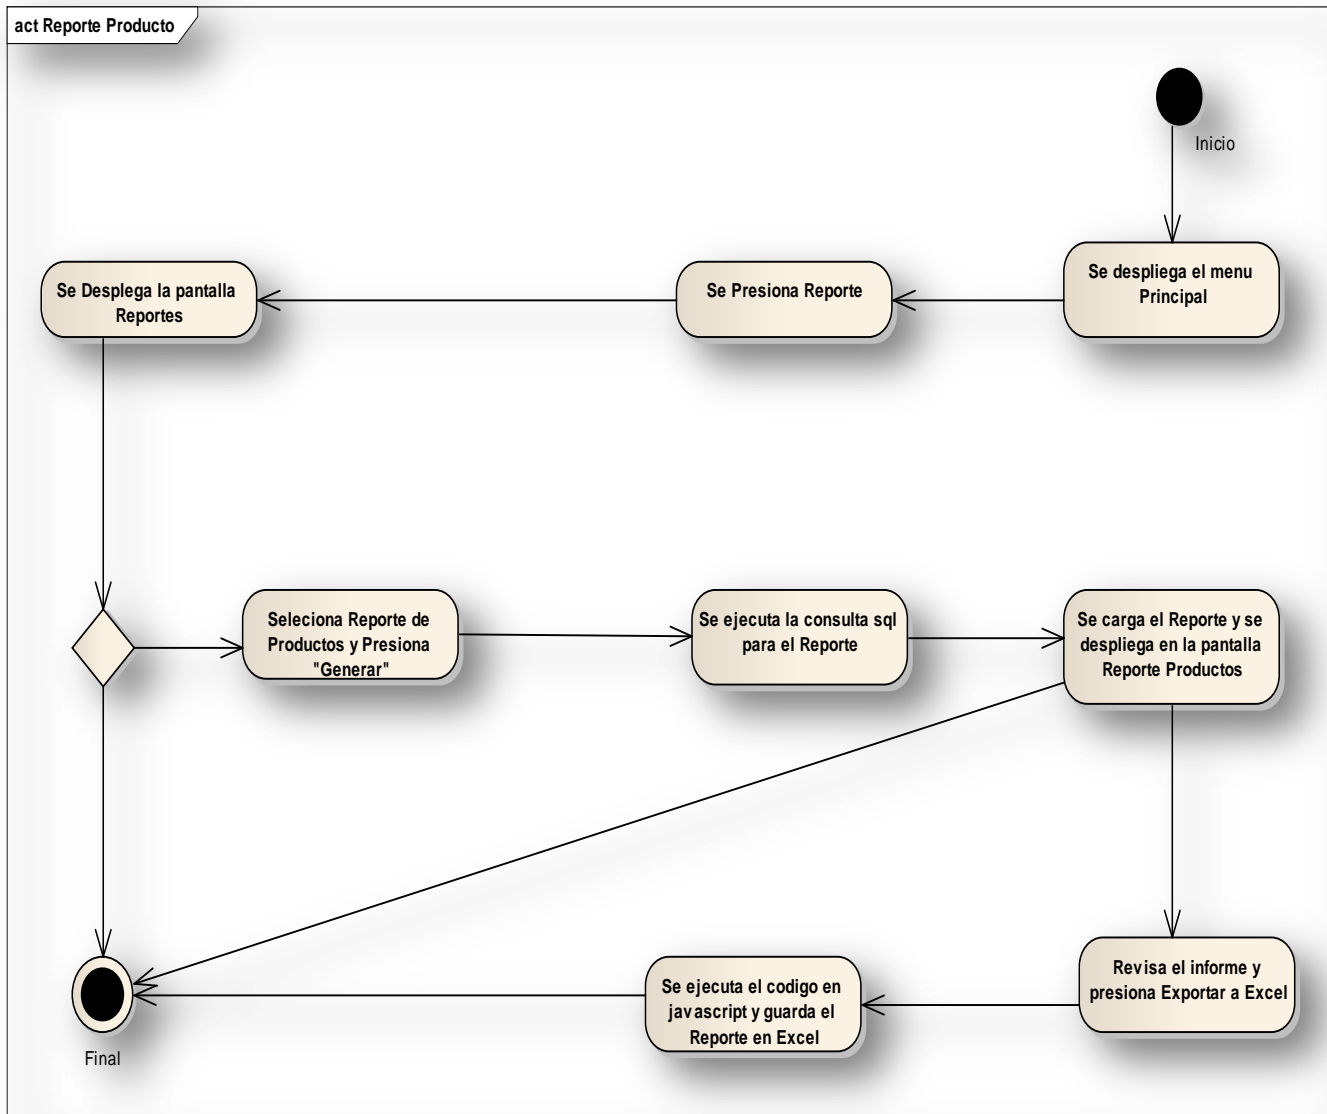 act Reporte Producto
Inicio
Se despliega el menu
Principal
Se Presiona Reporte
Se Desplega la pantalla
Reportes
Seleciona Reporte de
Productos y Presiona
"Generar"
Se ejecuta la consulta sql
para el Reporte
Se carga el Reporte y se
despliega en la pantalla
Reporte Productos
Revisa el informe y
presiona Exportar a Excel
Se ejecuta el codigo en
javascript y guarda el
Reporte en Excel
Final